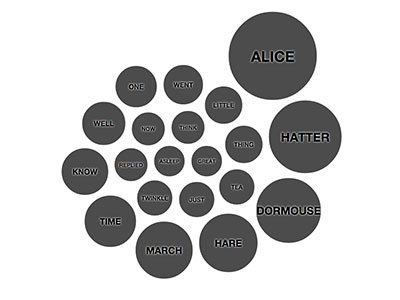 ALICE
ONE
WENT
LITTLE
WELL
NOW
THINK
HATTER
THING
KNOW
REPLIED
ASLEEP
GREAT
TEA
TWINKLE
JUST
DORMOUSE
TIME
MARCH
HARE